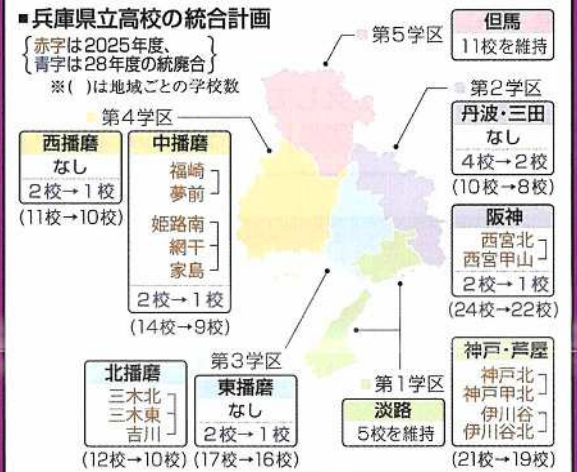 ■兵庫県立高校の統合計画
赤字は2025年度、
青字は28年度の統廃合
※( )は地域ごとの学校数
第5学区
但馬
11校を維持
第2学区
丹波・三田
なし
4校→2校
(10校→8校)
阪神
西宮北
西宮甲山
2校→1校
(24校→22校)
第4学区
西播磨
なし
2校→1校
(11校→10校)
中播磨
福崎
夢前
姫路南
網干
家島
2校→1校
(14校→9校)
第3学区
北播磨
三木北
三木東
吉川
(12校→10校)
東播磨
なし
2校→1校
(17校→16校)
第1学区
淡路
5校を維持
神戸・芦屋
神戸北
神戸甲北
伊川谷
伊川谷北
(21校→19校)